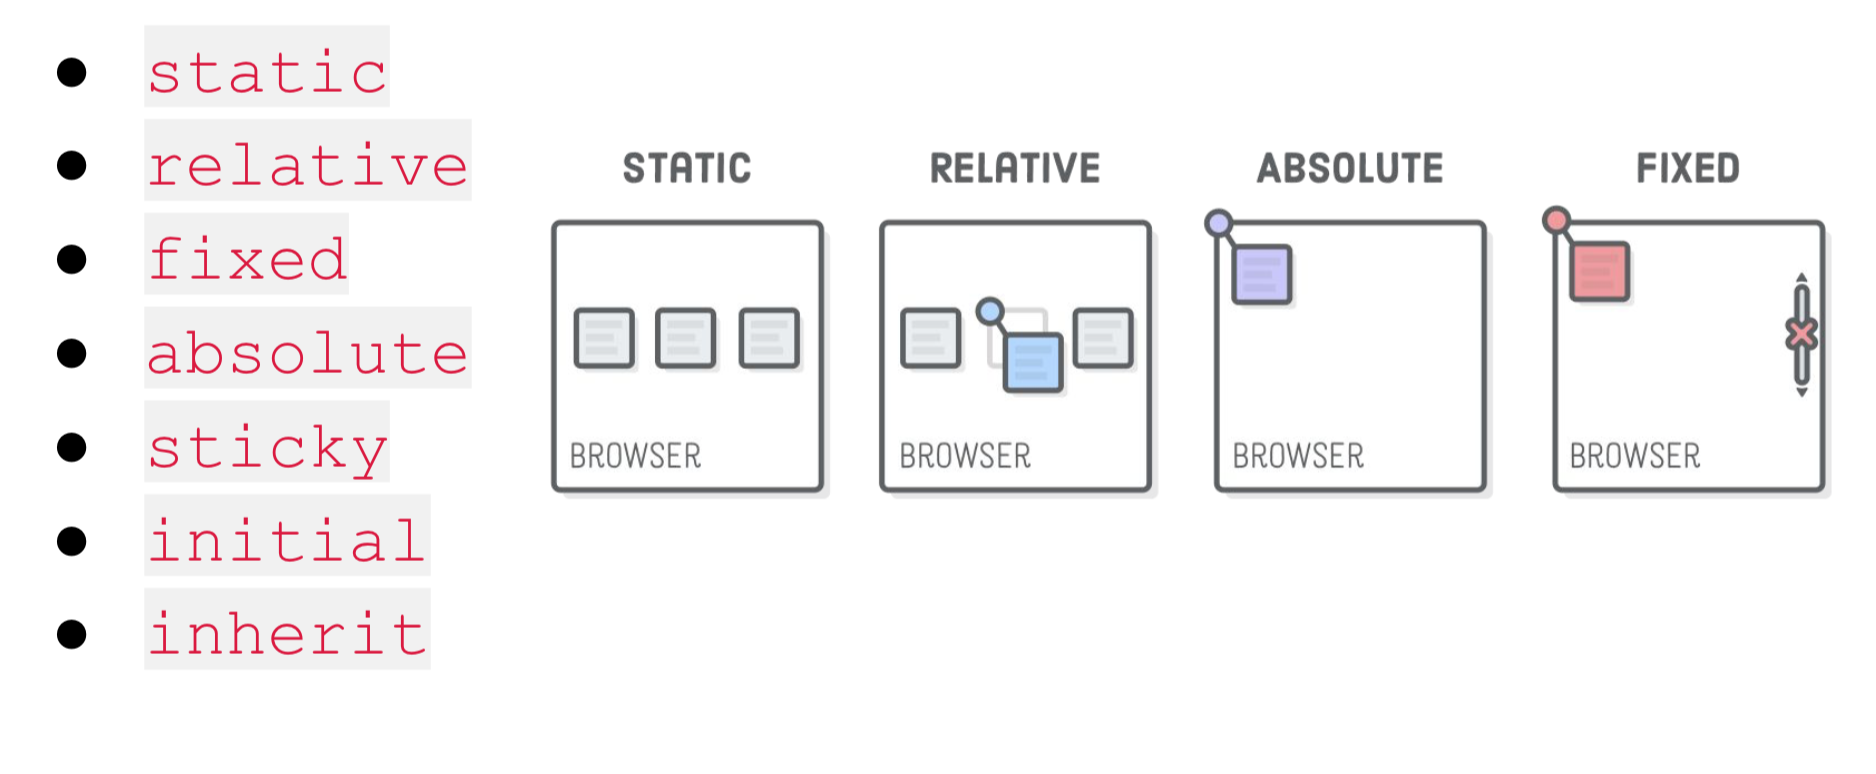 static
relative
fixed
absolute
sticky
initial
inherit
STATIC
RELATIVE
ABSOLUTE
FIXED
BROWSER
BROWSER
BROWSER
BROWSER